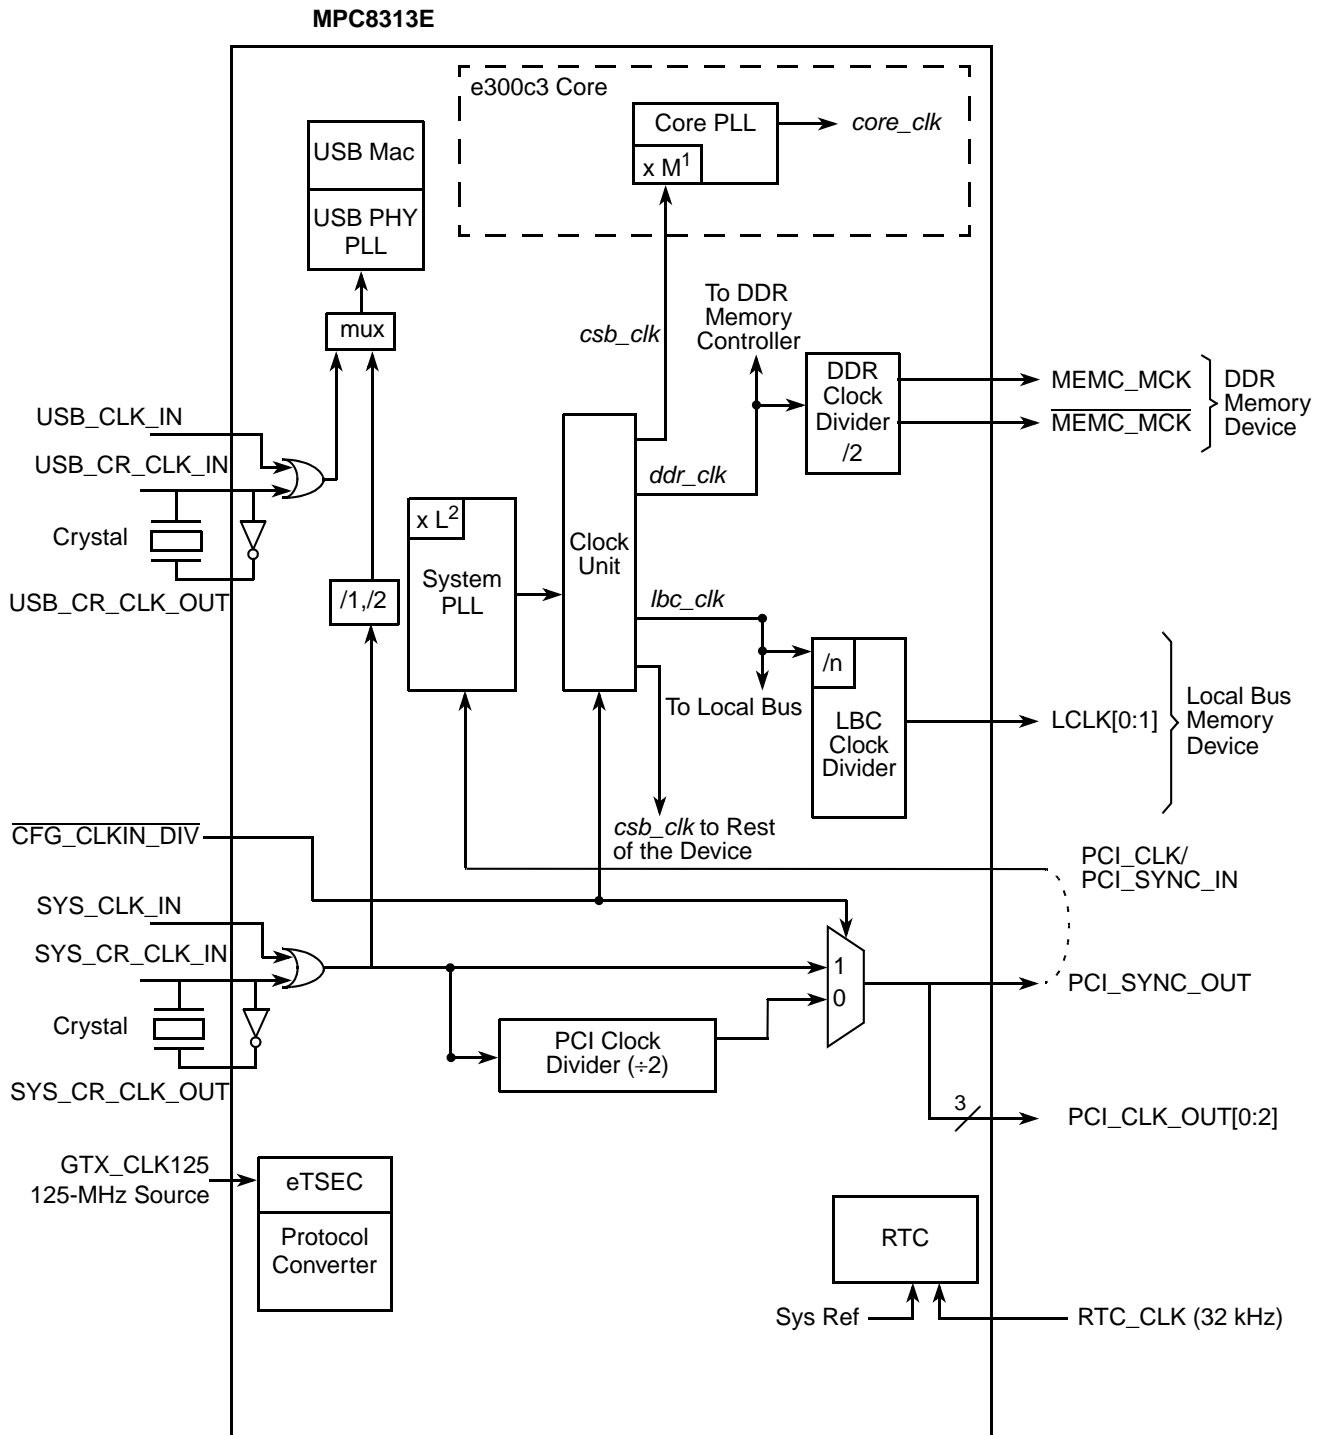 MPC8313E
e300c3 Core
Core PLL
x M1
core_clk
USB Mac
USB PHY
PLL
mux
csb_clk
To DDR
Memory
Controller
DDR
Clock
Divider
/2
MEMC_MCK
MEMC_MCK
DDR
Memory
Device
USB_CLK_IN
USB_CR_CLK_IN
Crystal
USB_CR_CLK_OUT
/1,/2
x L2
System
PLL
Clock
Unit
ddr_clk
lbc_clk
To Local Bus
/n
LBC
Clock
Divider
LCLK[0:1]
Local Bus
Memory
Device
csb_clk to Rest
of the Device
CFG_CLKIN_DIV
PCI_CLK/
PCI_SYNC_IN
SYS_CLK_IN
SYS_CR_CLK_IN
Crystal
SYS_CR_CLK_OUT
1
0
PCI Clock
Divider (÷2)
PCI_SYNC_OUT
3
PCI_CLK_OUT[0:2]
GTX_CLK125
125-MHz Source
eTSEC
Protocol
Converter
RTC
Sys Ref
RTC_CLK (32 kHz)